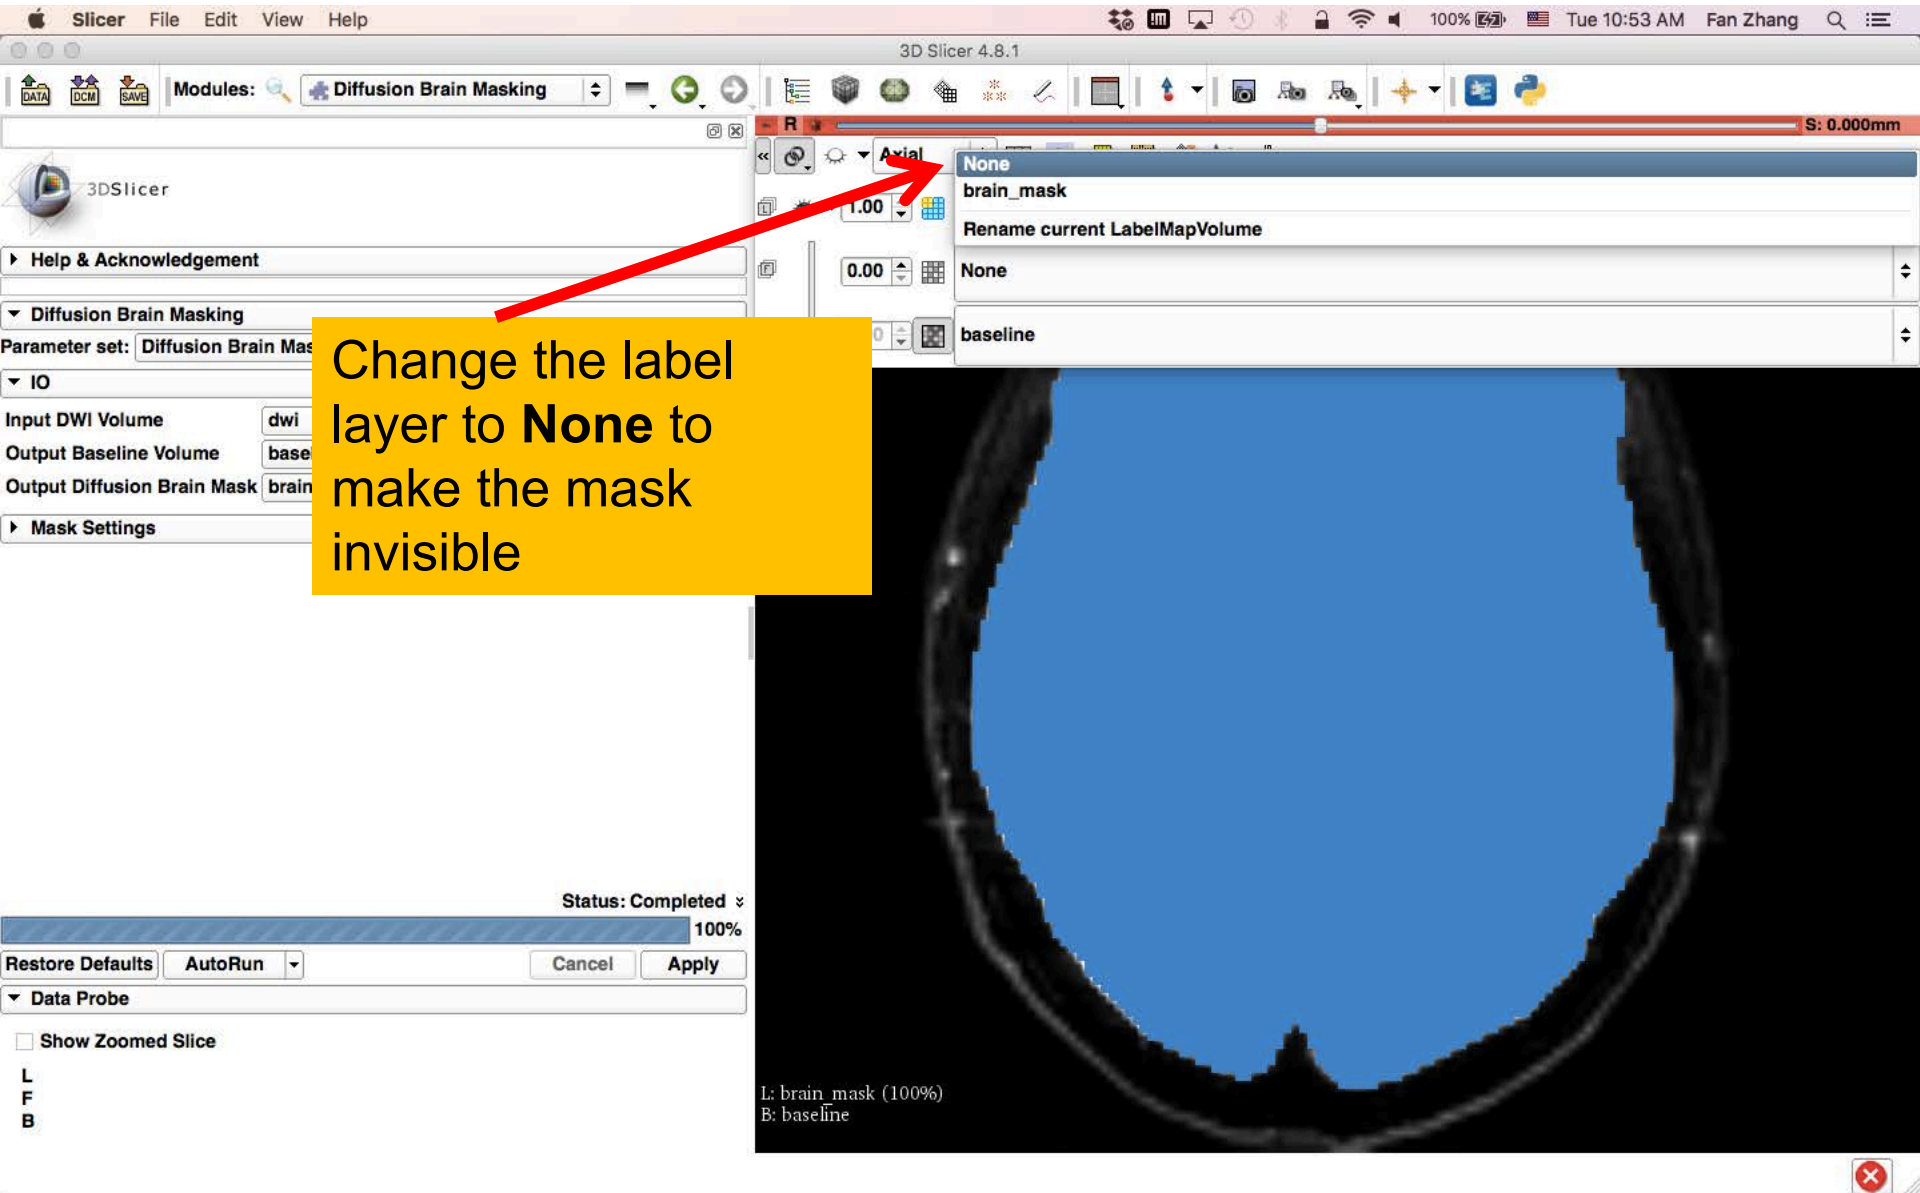 Slicer File Edit View Help 100% Tue 10:53 AM Fan Zhang
3D Slicer 4.8.1
DATA DCM SAVE Modules: Diffusion Brain Masking
R S: 0.000mm
Axial
None
brain_mask
Rename current LabelMapVolume
3DSlicer
L 1.00
Help & Acknowledgement
F 0.00 None
Diffusion Brain Masking
Parameter set: Diffusion Brain Mas
0 baseline
Change the label
layer to None to
make the mask
invisible
IO
Input DWI Volume dwi
Output Baseline Volume base
Output Diffusion Brain Mask brain
Mask Settings
Status: Completed
100%
Restore Defaults AutoRun Cancel Apply
Data Probe
Show Zoomed Slice
L
F
B
L: brain_mask (100%)
B: baseline